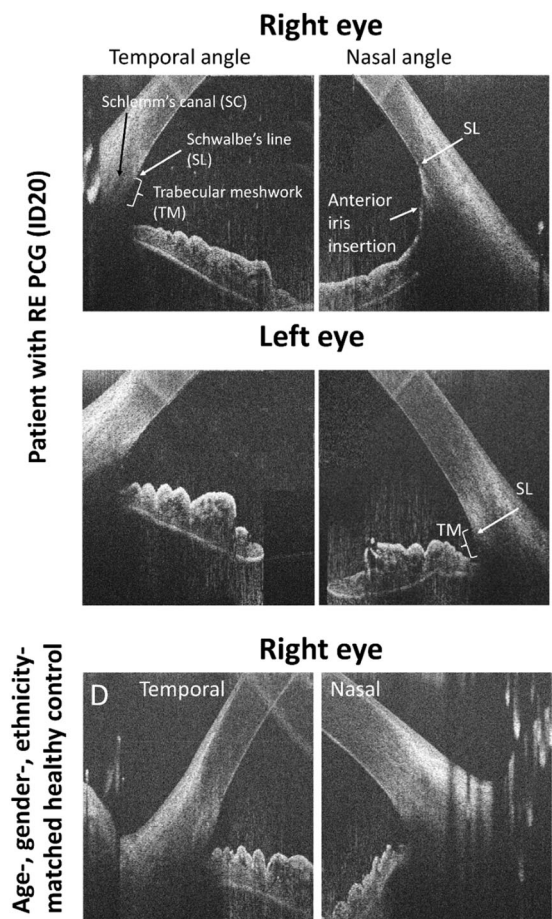 Right eye
Temporal angle
Nasal angle
Schlemm's canal (SC)
Schwalbe's line
(SL)
Trabecular meshwork
(TM)
SL
Anterior
iris
insertion
Patient with RE PCG (ID20)
Left eye
SL
TM
Right eye
Age-, gender-, ethnicity-
matched healthy control
D
Temporal
Nasal